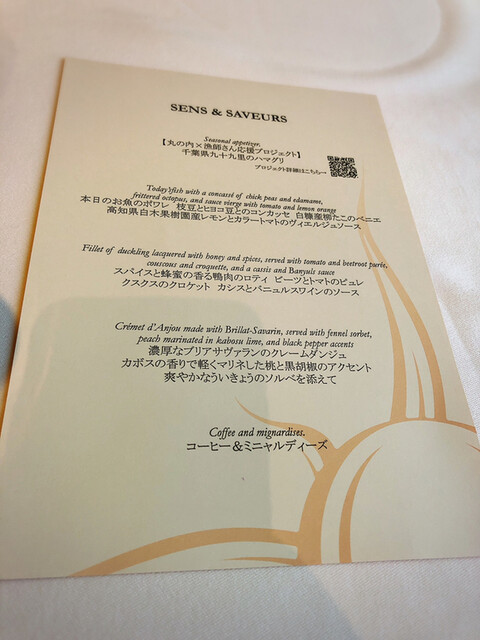 SENS & SAVEURS
Seasonal appetizer.
【丸の内×漁師さん応援プロジェクト】
千葉県九十九里のハマグリ
プロジェクト詳細はこちら→
Today's fish with a concassé of chick peas and edamame,
frittered octopus, and sauce vierge with tomato and lemon orange
本日のお魚のポワレ 枝豆とヒヨコ豆とのコンカッセ 白糠産柳たこのベニエ
高知県白木果樹園産レモンとカラートマトのヴィエルジュソース
Fillet of duckling lacquered with honey and spices, served with tomato and beetroot purée,
couscous and croquette, and a cassis and Banyuls sauce
スパイスと蜂蜜の香る鴨肉のロティ ビーツとトマトのピュレ
クスクスのクロケット カシスとバニュルスワインのソース
Crémet d'Anjou made with Brillat-Savarin, served with fennel sorbet,
peach marinated in kabosu lime, and black pepper accents
濃厚なブリアサヴァランのクレームダンジュ
カボスの香りで軽くマリネした桃と黒胡椒のアクセント
爽やかなういきょうのソルベを添えて
Coffee and mignardises.
コーヒー＆ミニャルディーズ